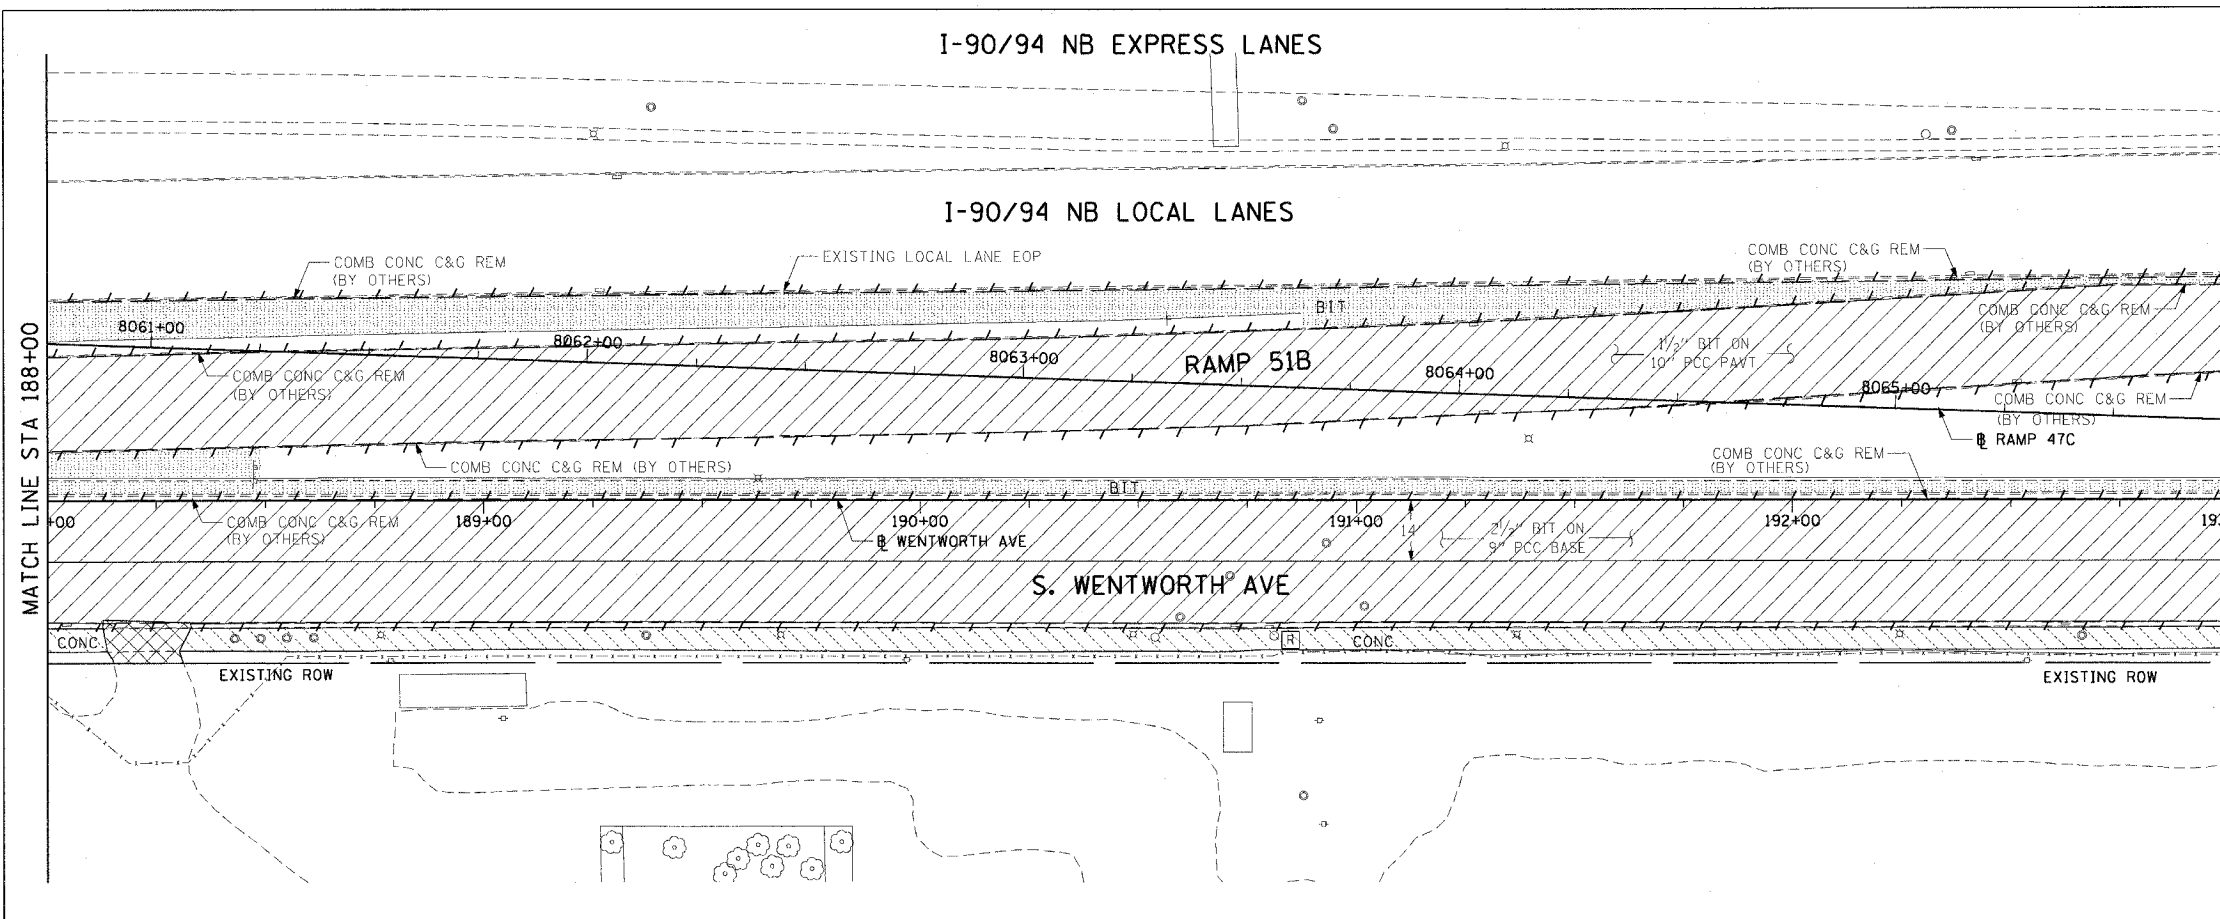 I-90/94 NB EXPRESS LANES
I-90/94 NB LOCAL LANES
COMB CONC C&G REM
(BY OTHERS)
EXISTING LOCAL LANE EOP
COMB CONC C&G REM
(BY OTHERS)
BIT
COMB CONC C&G REM
(BY OTHERS)
8061+00
8062+00
8063+00
8064+00
8065+00
RAMP 51B
1½" BIT ON
10" PCC PAVT
COMB CONC C&G REM
(BY OTHERS)
COMB CONC C&G REM
(BY OTHERS)
℄ RAMP 47C
COMB CONC C&G REM (BY OTHERS)
COMB CONC C&G REM
(BY OTHERS)
BIT
MATCH LINE STA 188+00
+00
189+00
190+00
191+00
192+00
193
COMB CONC C&G REM
(BY OTHERS)
℄ WENTWORTH AVE
14'
2½" BIT ON
9" PCC BASE
S. WENTWORTH AVE
CONC
R
CONC
EXISTING ROW
EXISTING ROW